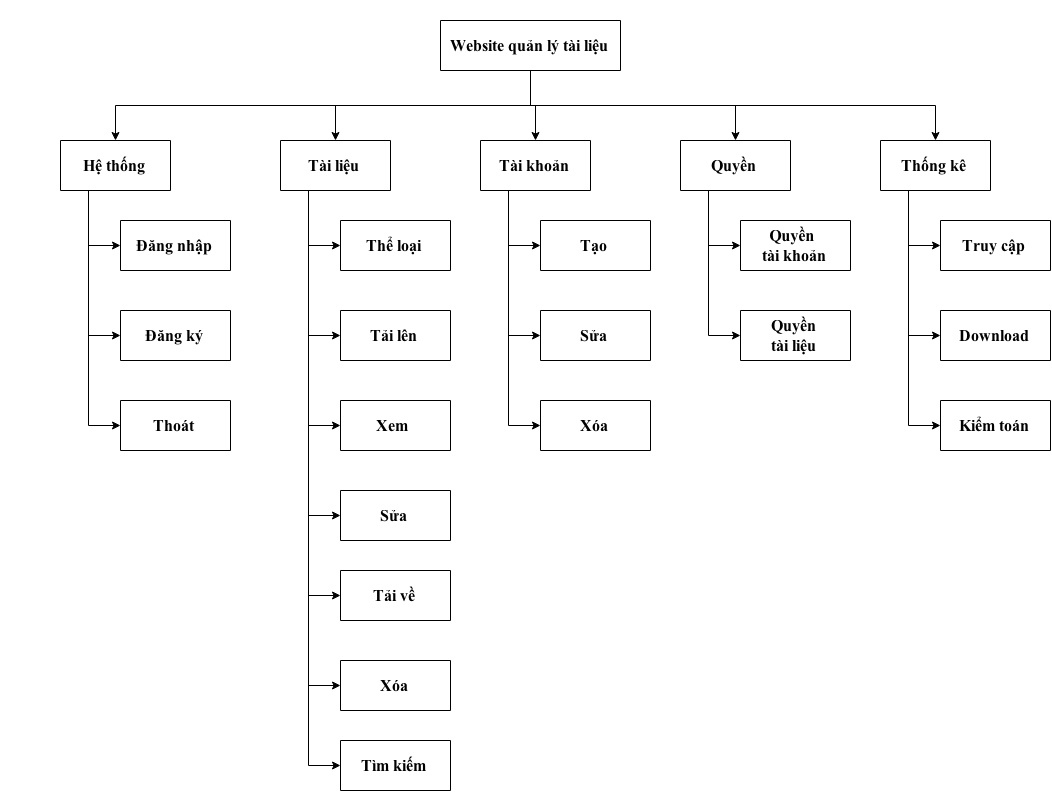 Website quản lý tài liệu
Hệ thống
Tài liệu
Tài khoản
Quyền
Thống kê
Đăng nhập
Đăng ký
Thoát
Thể loại
Tải lên
Xem
Sửa
Tải về
Xóa
Tìm kiếm
Tạo
Sửa
Xóa
Quyền
tài khoản
Quyền
tài liệu
Truy cập
Download
Kiểm toán